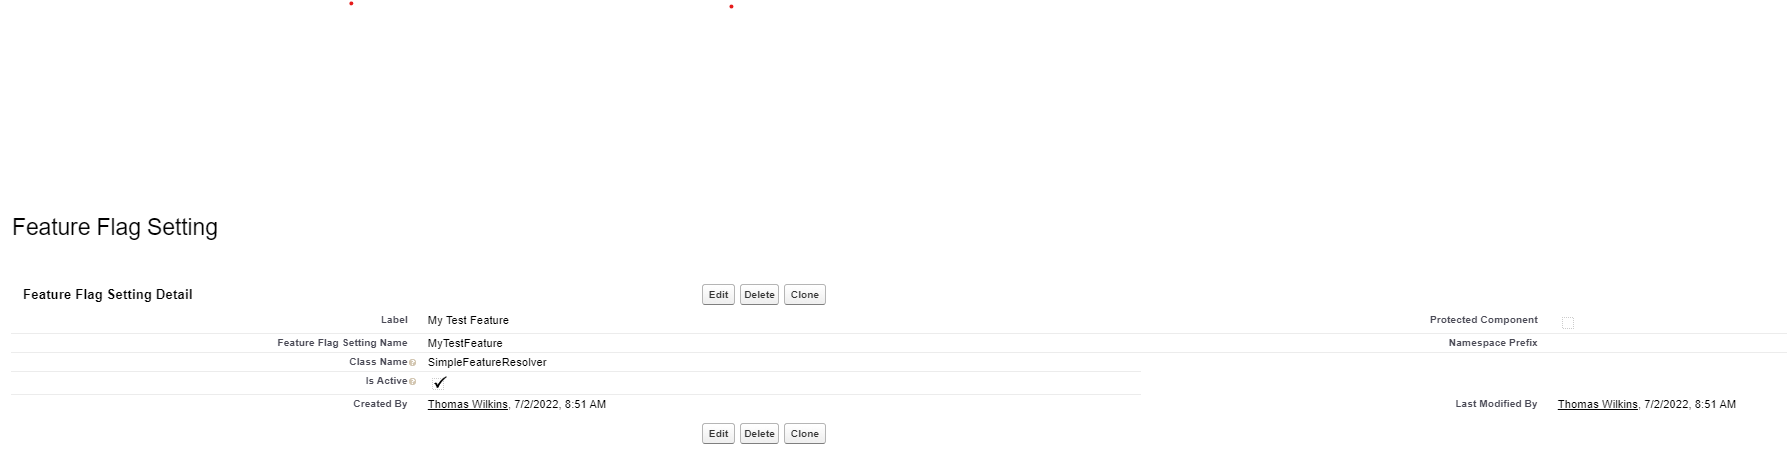 Feature Flag Setting
Feature Flag Setting Detail
Edit Delete Clone
Label My Test Feature Protected Component
Feature Flag Setting Name MyTestFeature Namespace Prefix
Class Name SimpleFeatureResolver
Is Active
Created By Thomas Wilkins, 7/2/2022, 8:51 AM Last Modified By Thomas Wilkins, 7/2/2022, 8:51 AM
Edit Delete Clone